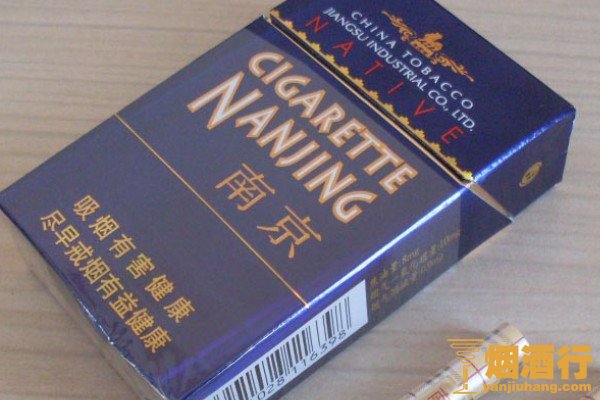 CHINA TOBACCO
JIANGSU INDUSTRIAL CO., LTD.
NATIVE
CIGARETTE
NANJING
南京
吸烟有害健康
尽早戒烟有益健康
028116398
烟酒行
yanjiuhang.com